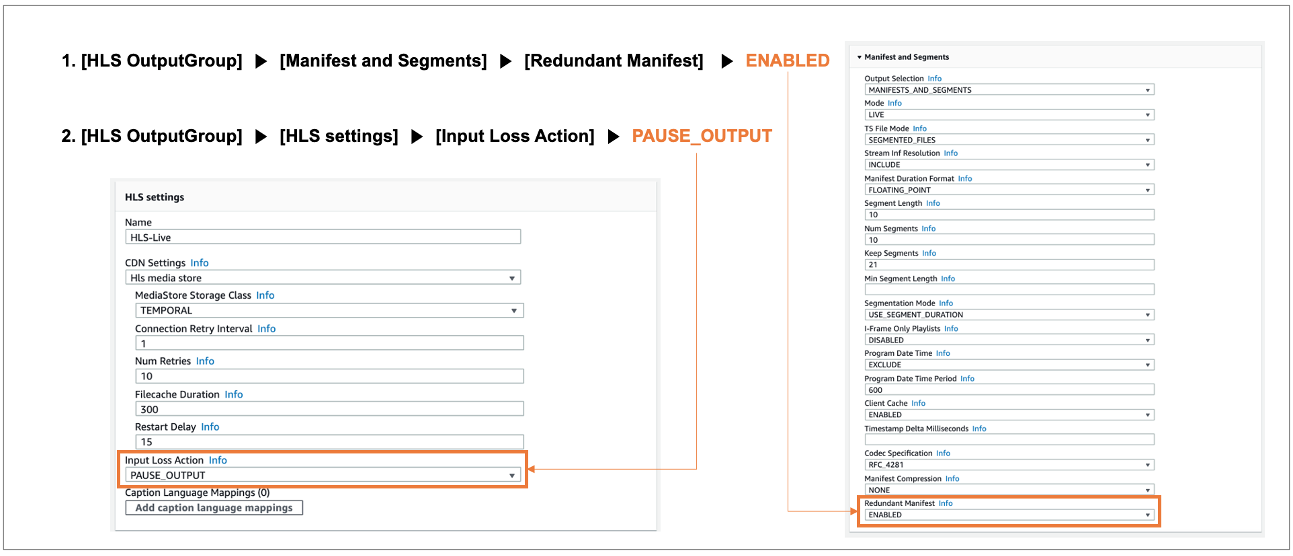 1. [HLS OutputGroup] ▶ [Manifest and Segments] ▶ [Redundant Manifest] ▶ ENABLED
2. [HLS OutputGroup] ▶ [HLS settings] ▶ [Input Loss Action] ▶ PAUSE_OUTPUT
HLS settings
Name
HLS-Live
CDN Settings Info
Hls media store
MediaStore Storage Class Info
TEMPORAL
Connection Retry Interval Info
1
Num Retries Info
10
Filecache Duration Info
300
Restart Delay Info
15
Input Loss Action Info
PAUSE_OUTPUT
Caption Language Mappings (0)
Add caption language mappings
Manifest and Segments
Output Selection Info
MANIFESTS_AND_SEGMENTS
Mode Info
LIVE
TS File Mode Info
SEGMENTED_FILES
Stream Inf Resolution Info
INCLUDE
Manifest Duration Format Info
FLOATING_POINT
Segment Length Info
10
Num Segments Info
10
Keep Segments Info
21
Min Segment Length Info
Segmentation Mode Info
USE_SEGMENT_DURATION
I-Frame Only Playlists Info
DISABLED
Program Date Time Info
EXCLUDE
Program Date Time Period Info
600
Client Cache Info
ENABLED
Timestamp Delta Milliseconds Info
Codec Specification Info
RFC_4281
Manifest Compression Info
NONE
Redundant Manifest Info
ENABLED